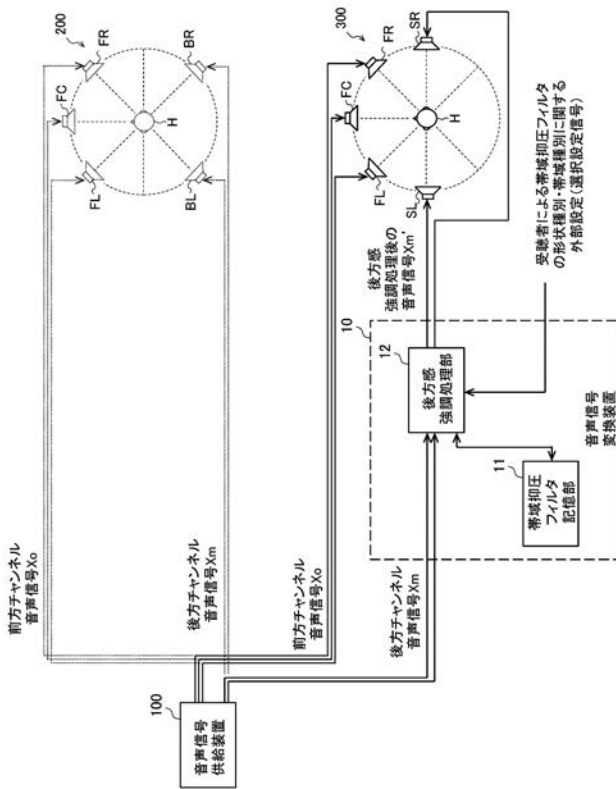 前方チャンネル
音声信号Xo
後方チャンネル
音声信号Xm
FC
FL
FR
BL
BR
H
200
100
音声信号
供給装置
前方チャンネル
音声信号Xo
後方チャンネル
音声信号Xm
FC
FL
FR
SL
SR
H
300
後方感
強調処理後の
音声信号Xm'
10
12
後方感
強調処理部
11
帯域抑圧
フィルタ
記憶部
音声信号
変換装置
受聴者による帯域抑圧フィルタ
の形状種別・帯域種別に関する
外部設定(選択設定信号)